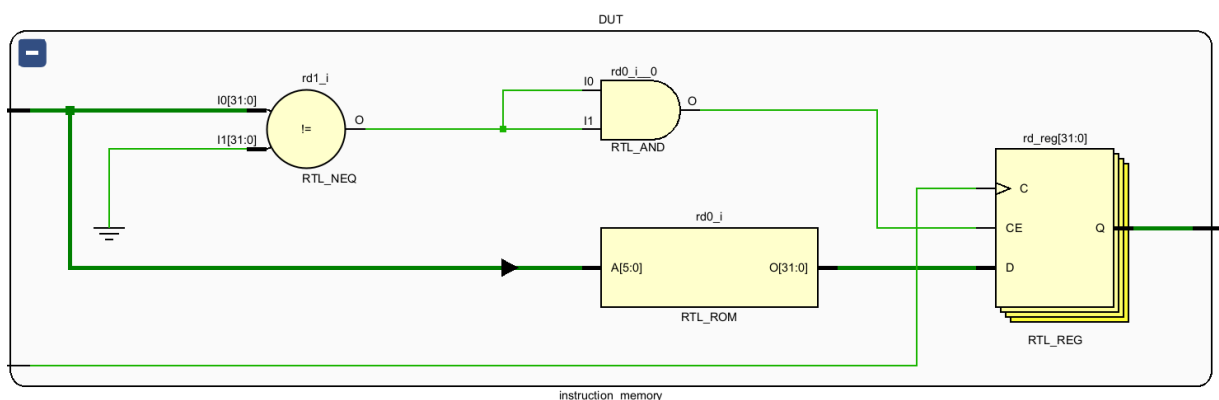 DUT
rd1_i
I0[31:0]
I1[31:0]
!=
O
RTL_NEQ
rd0_i__0
I0
I1
O
RTL_AND
rd0_i
A[5:0]
O[31:0]
RTL_ROM
rd_reg[31:0]
C
CE
D
Q
RTL_REG
instruction_memory